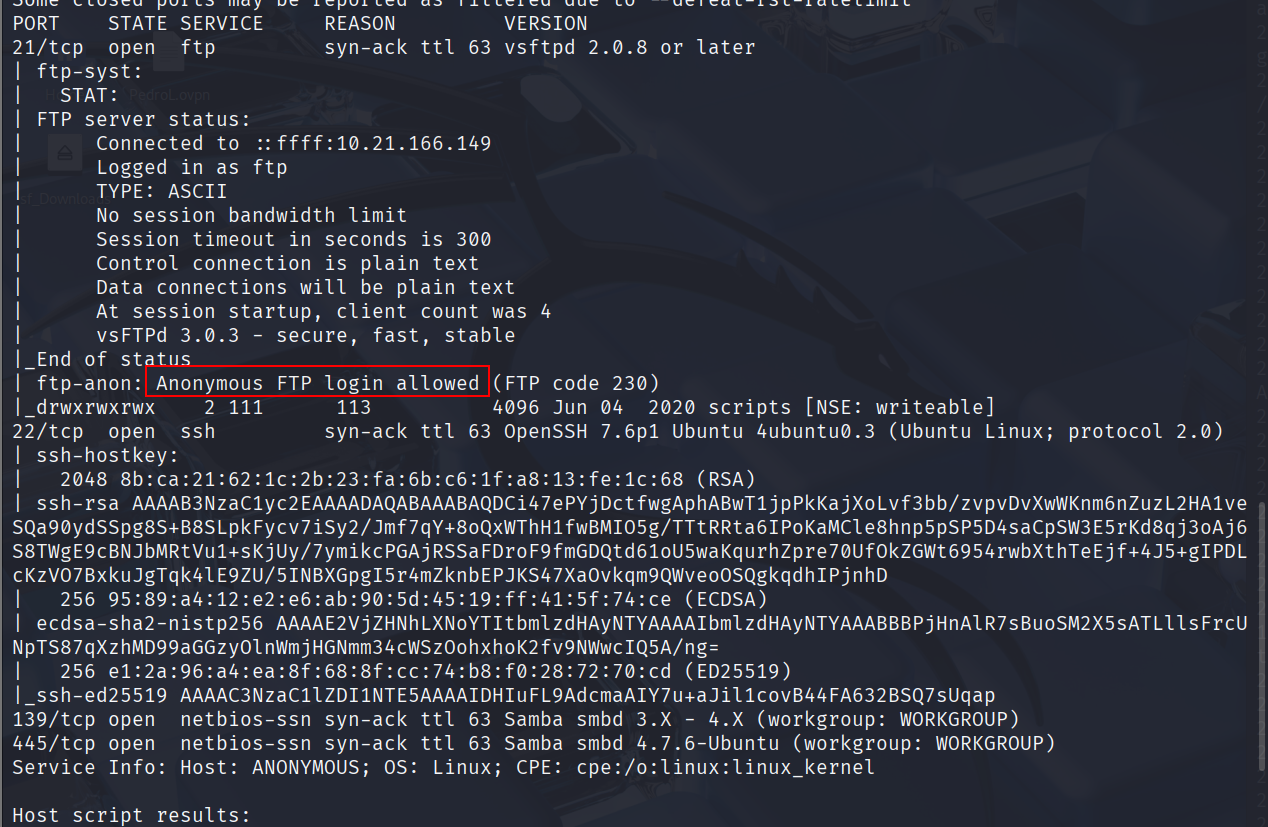 Some closed ports may be reported as filtered due to --defeat-rst-ratelimit
PORT    STATE SERVICE     REASON         VERSION
21/tcp  open  ftp         syn-ack ttl 63 vsftpd 2.0.8 or later
| ftp-syst:
|   STAT:
| FTP server status:
|      Connected to ::ffff:10.21.166.149
|      Logged in as ftp
|      TYPE: ASCII
|      No session bandwidth limit
|      Session timeout in seconds is 300
|      Control connection is plain text
|      Data connections will be plain text
|      At session startup, client count was 4
|      vsFTPd 3.0.3 - secure, fast, stable
|_End of status
| ftp-anon: Anonymous FTP login allowed (FTP code 230)
|_drwxrwxrwx    2 111      113          4096 Jun 04  2020 scripts [NSE: writeable]
22/tcp  open  ssh         syn-ack ttl 63 OpenSSH 7.6p1 Ubuntu 4ubuntu0.3 (Ubuntu Linux; protocol 2.0)
| ssh-hostkey:
|   2048 8b:ca:21:62:1c:2b:23:fa:6b:c6:1f:a8:13:fe:1c:68 (RSA)
| ssh-rsa AAAAB3NzaC1yc2EAAAADAQABAAABAQDCi47ePYjDctfwgAphABwT1jpPkKajXoLvf3bb/zvpvDvXwWKnm6nZuzL2HA1ve
SQa90ydSSpg8S+B8SLpkFycv7iSy2/Jmf7qY+8oQxWThH1fwBMIO5g/TTtRRta6IPoKaMCle8hnp5pSP5D4saCpSW3E5rKd8qj3oAj6
S8TWgE9cBNJbMRtVu1+sKjUy/7ymikcPGAjRSSaFDroF9fmGDQtd61oU5waKqurhZpre70UfOkZGWt6954rwbXthTeEjf+4J5+gIPDL
cKzVO7BxkuJgTqk4lE9ZU/5INBXGpgI5r4mZknbEPJKS47XaOvkqm9QWveoOSQgkqdhIPjnhD
|   256 95:89:a4:12:e2:e6:ab:90:5d:45:19:ff:41:5f:74:ce (ECDSA)
| ecdsa-sha2-nistp256 AAAAE2VjZHNhLXNoYTItbmlzdHAyNTYAAAAIbmlzdHAyNTYAAABBBPjHnAlR7sBuoSM2X5sATLllsFrcU
NpTS87qXzhMD99aGGzyOlnWmjHGNmm34cWSzOohxhoK2fv9NWwcIQ5A/ng=
|   256 e1:2a:96:a4:ea:8f:68:8f:cc:74:b8:f0:28:72:70:cd (ED25519)
|_ssh-ed25519 AAAAC3NzaC1lZDI1NTE5AAAAIDHIuFL9AdcmaAIY7u+aJil1covB44FA632BSQ7sUqap
139/tcp open  netbios-ssn syn-ack ttl 63 Samba smbd 3.X - 4.X (workgroup: WORKGROUP)
445/tcp open  netbios-ssn syn-ack ttl 63 Samba smbd 4.7.6-Ubuntu (workgroup: WORKGROUP)
Service Info: Host: ANONYMOUS; OS: Linux; CPE: cpe:/o:linux:linux_kernel
Host script results: